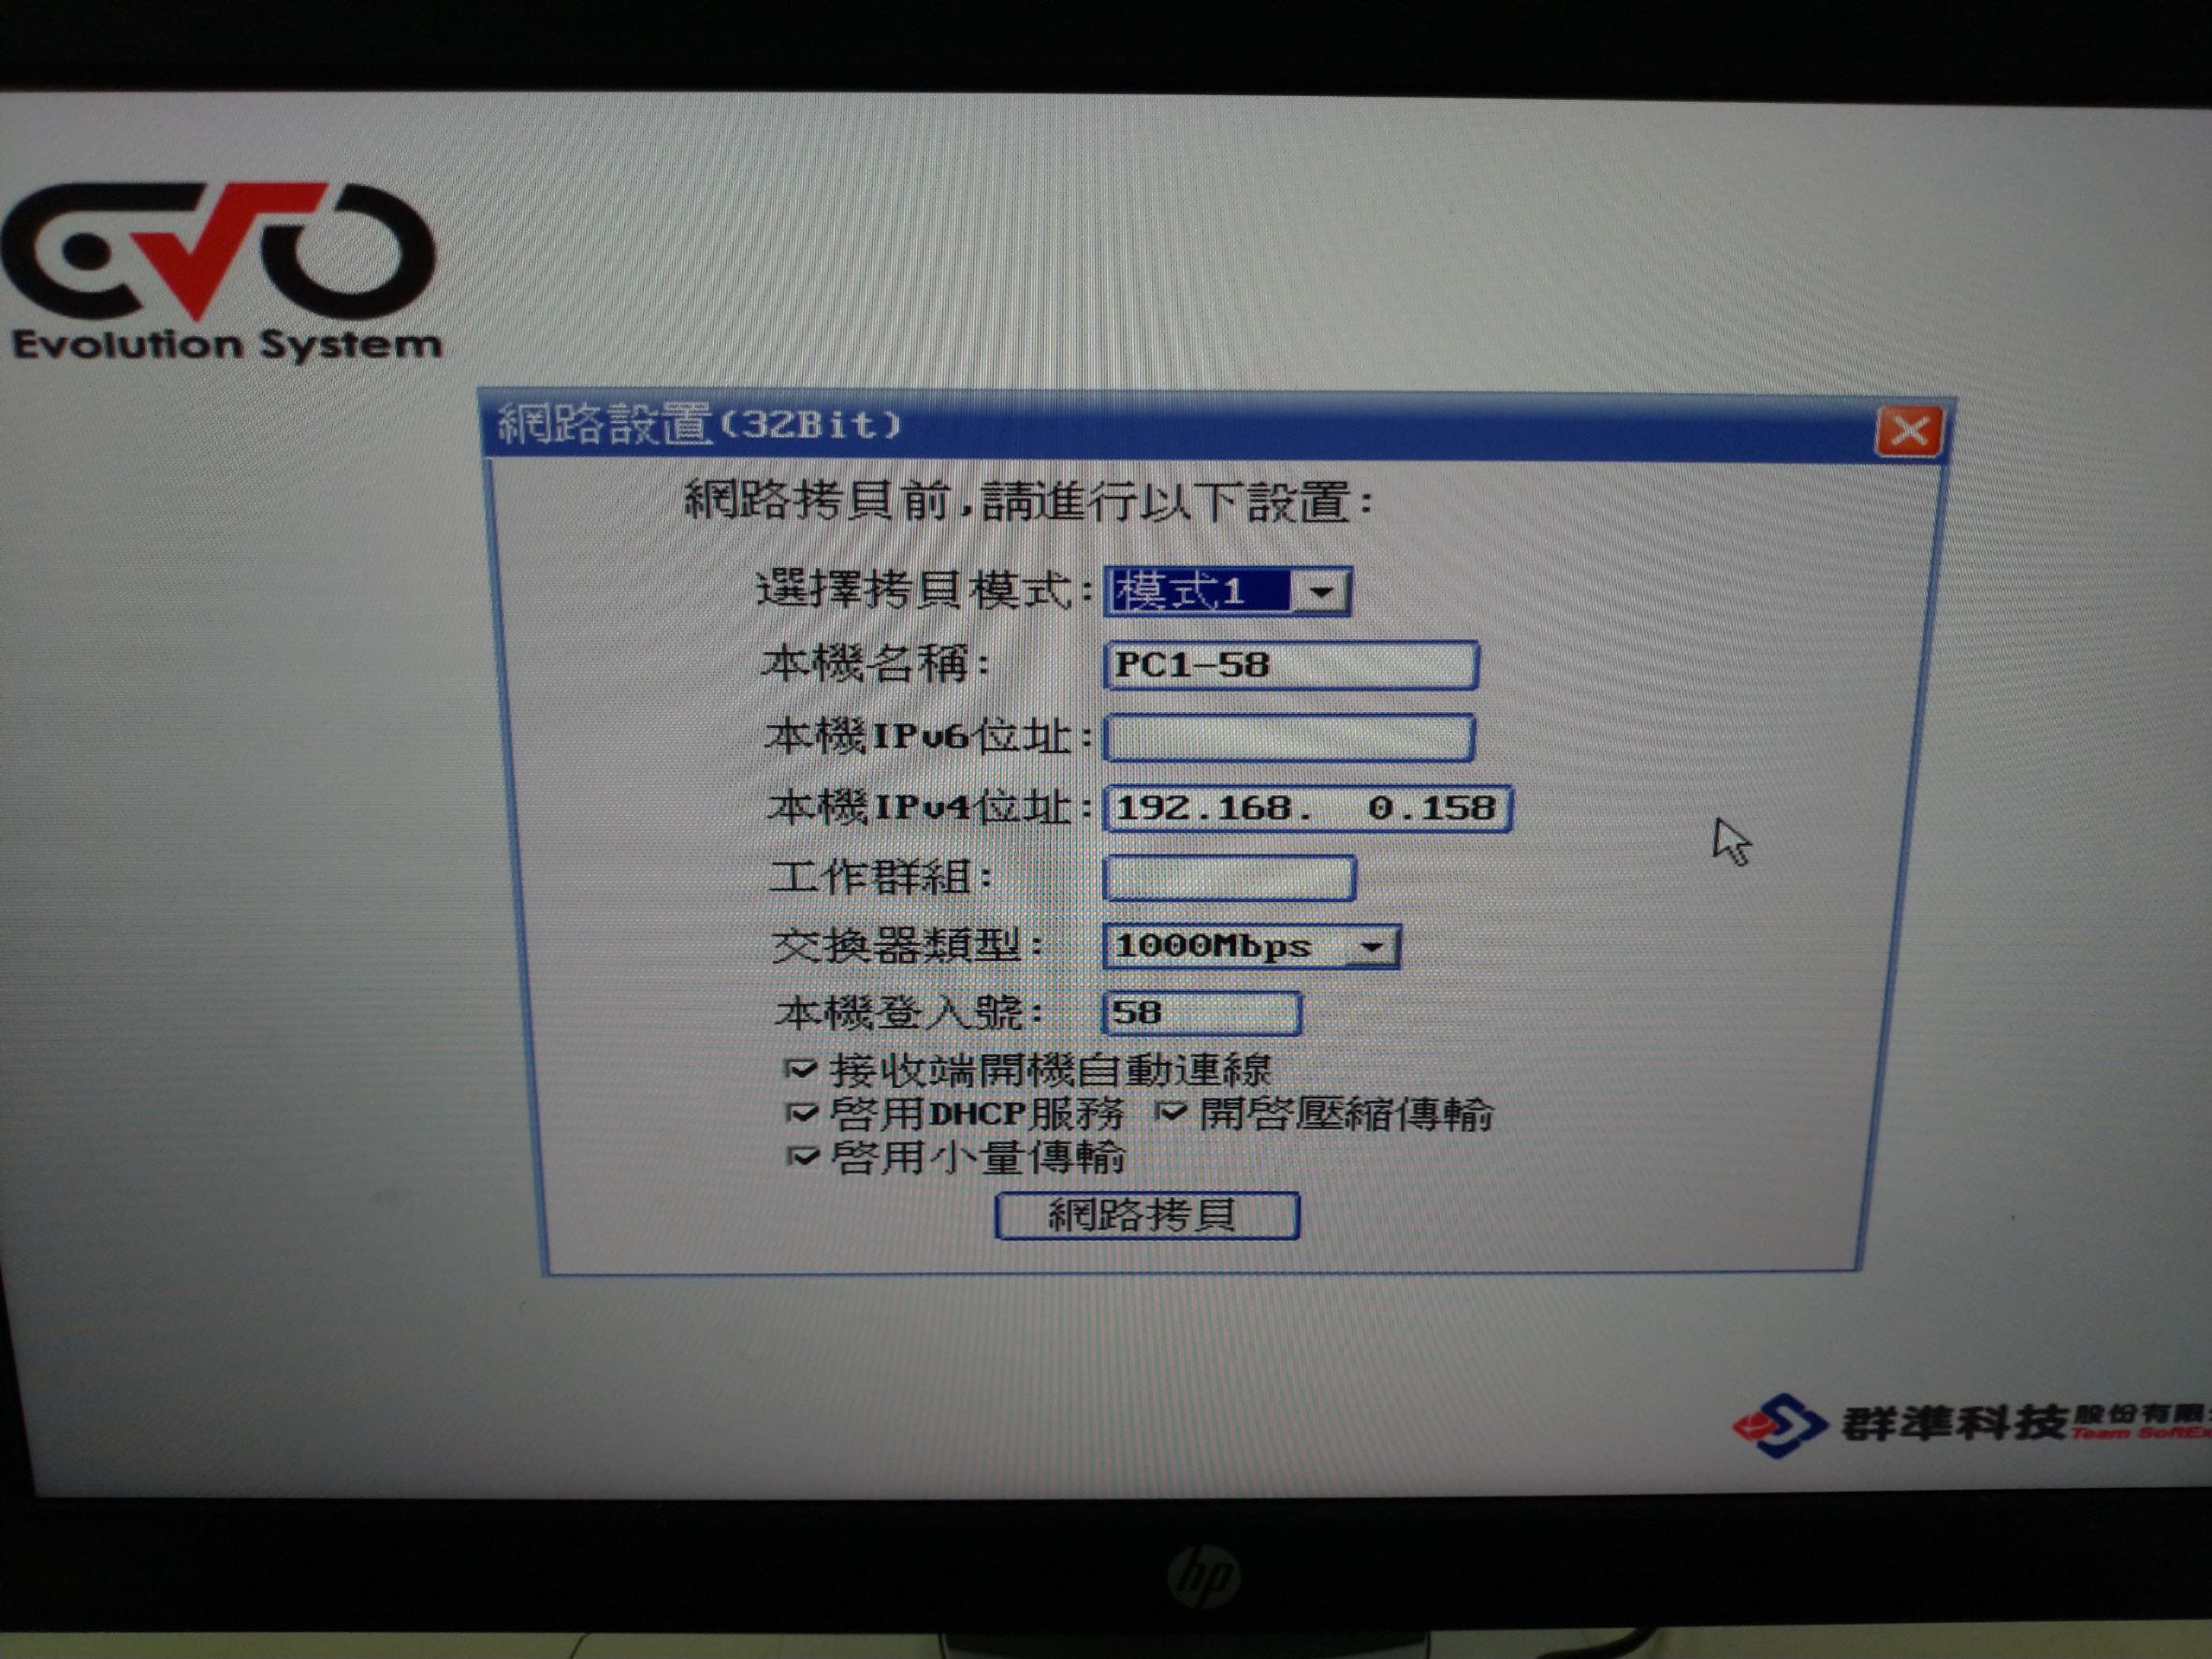 evo
Evolution System
網路設置(32Bit)
網路拷貝前,請進行以下設置:
選擇拷貝模式: 模式1
本機名稱: PC1-58
本機IPv6位址:
本機IPv4位址: 192.168. 0.158
工作群組:
交換器類型: 1000Mbps
本機登入號: 58
接收端開機自動連線
啓用DHCP服務 開啓壓縮傳輸
啓用小量傳輸
網路拷貝
群準科技股份有限
Team SoftEx
hp